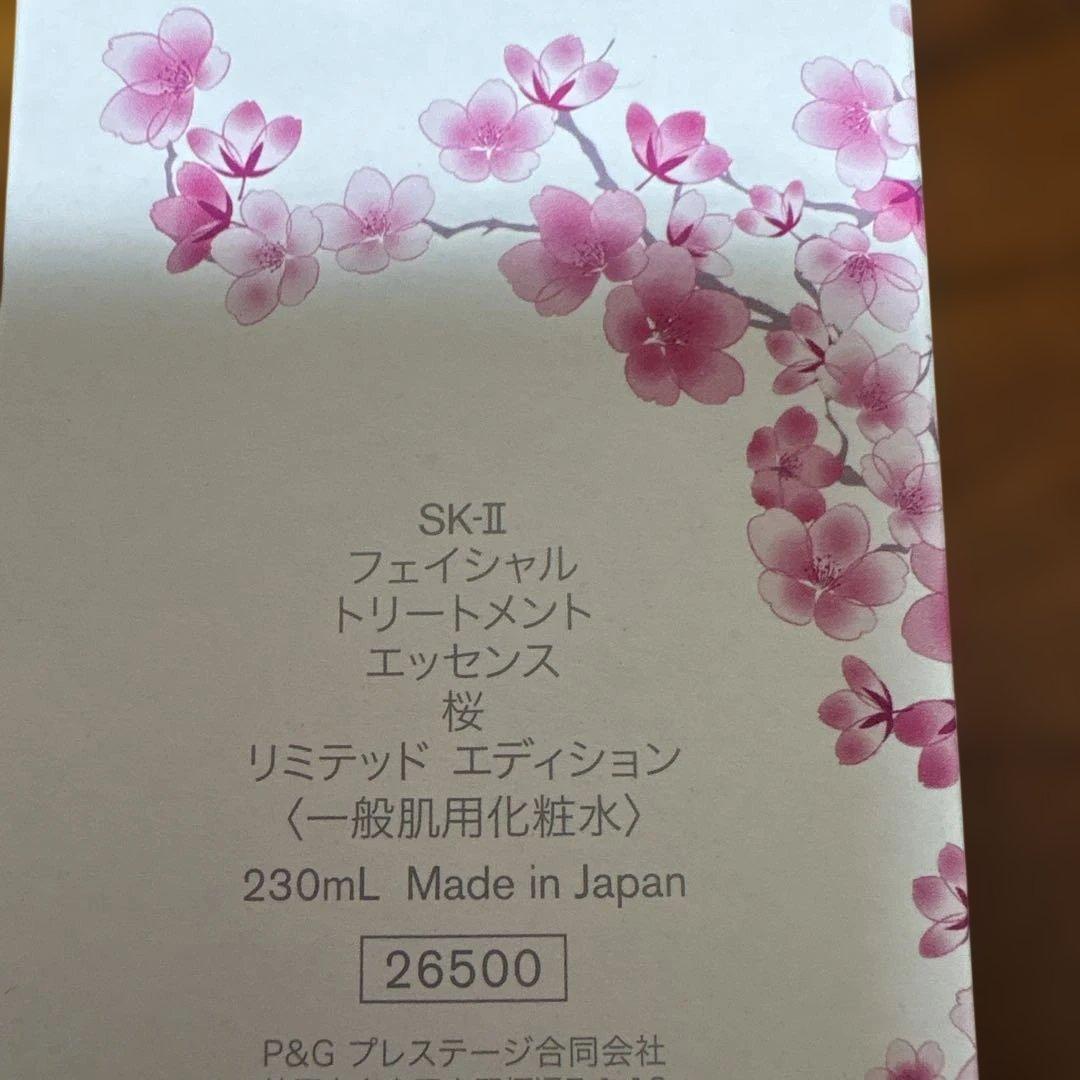 SK-Ⅱ
フェイシャル
トリートメント
エッセンス
桜
リミテッド エディション
〈一般肌用化粧水〉
230mL Made in Japan
26500
P&G プレステージ合同会社